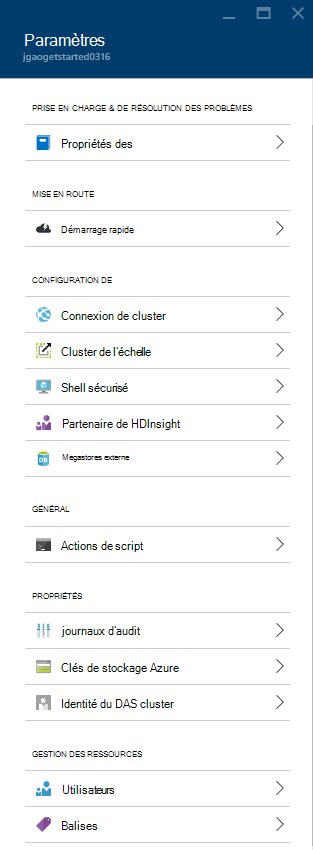 Paramètres
jgaogetstarted0316
PRISE EN CHARGE & DE RÉSOLUTION DES PROBLÈMES
Propriétés des
MISE EN ROUTE
Démarrage rapide
CONFIGURATION DE
Connexion de cluster
Cluster de l'échelle
Shell sécurisé
Partenaire de HDInsight
Megastores externe
GÉNÉRAL
Actions de script
PROPRIÉTÉS
journaux d'audit
Clés de stockage Azure
Identité du DAS cluster
GESTION DES RESSOURCES
Utilisateurs
Balises